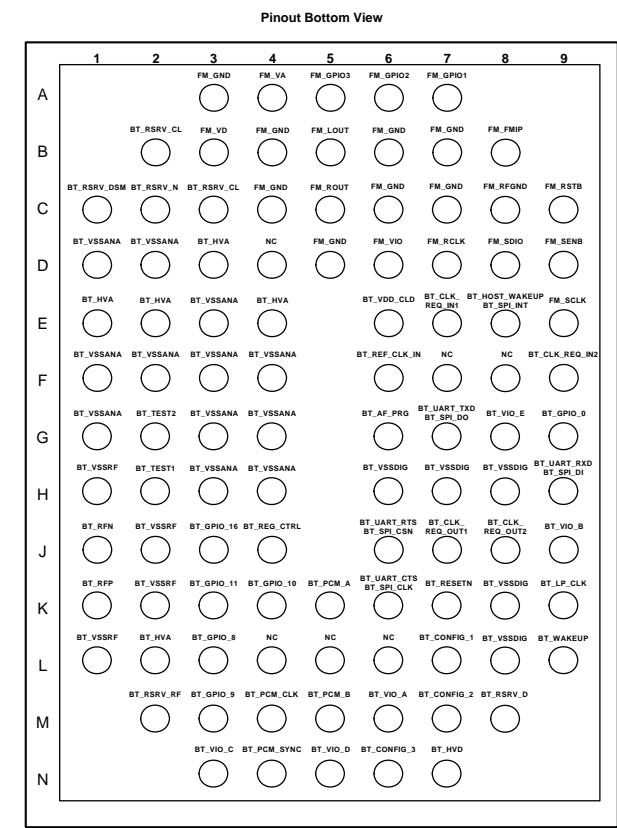 Pinout Bottom View
1 2 3 4 5 6 7 8 9
FM_GND FM_VA FM_GPIO3 FM_GPIO2 FM_GPIO1
A
BT_RSRV_CL FM_VD FM_GND FM_LOUT FM_GND FM_GND FM_FMIP
B
BT_RSRV_DSM BT_RSRV_N BT_RSRV_CL FM_GND FM_ROUT FM_GND FM_GND FM_RFGND FM_RSTB
C
BT_VSSANA BT_VSSANA BT_HVA NC FM_GND FM_VIO FM_RCLK FM_SDIO FM_SENB
D
BT_HVA BT_HVA BT_VSSANA BT_HVA BT_VDD_CLD BT_CLK_ BT_HOST_WAKEUP FM_SCLK
REQ_IN1 BT_SPI_INT
E
BT_VSSANA BT_VSSANA BT_VSSANA BT_VSSANA BT_REF_CLK_IN NC NC BT_CLK_REQ_IN2
F
BT_VSSANA BT_TEST2 BT_VSSANA BT_VSSANA BT_AF_PRG BT_UART_TXD BT_VIO_E BT_GPIO_0
BT_SPI_DO
G
BT_VSSRF BT_TEST1 BT_VSSANA BT_VSSANA BT_VSSDIG BT_VSSDIG BT_VSSDIG BT_UART_RXD
BT_SPI_DI
H
BT_RFN BT_VSSRF BT_GPIO_16 BT_REG_CTRL BT_UART_RTS BT_CLK_ BT_CLK_ BT_VIO_B
BT_SPI_CSN REQ_OUT1 REQ_OUT2
J
BT_RFP BT_VSSRF BT_GPIO_11 BT_GPIO_10 BT_PCM_A BT_UART_CTS BT_RESETN BT_VSSDIG BT_LP_CLK
BT_SPI_CLK
K
BT_VSSRF BT_HVA BT_GPIO_8 NC NC NC BT_CONFIG_1 BT_VSSDIG BT_WAKEUP
L
BT_RSRV_RF BT_GPIO_9 BT_PCM_CLK BT_PCM_B BT_VIO_A BT_CONFIG_2 BT_RSRV_D
M
BT_VIO_C BT_PCM_SYNC BT_VIO_D BT_CONFIG_3 BT_HVD
N